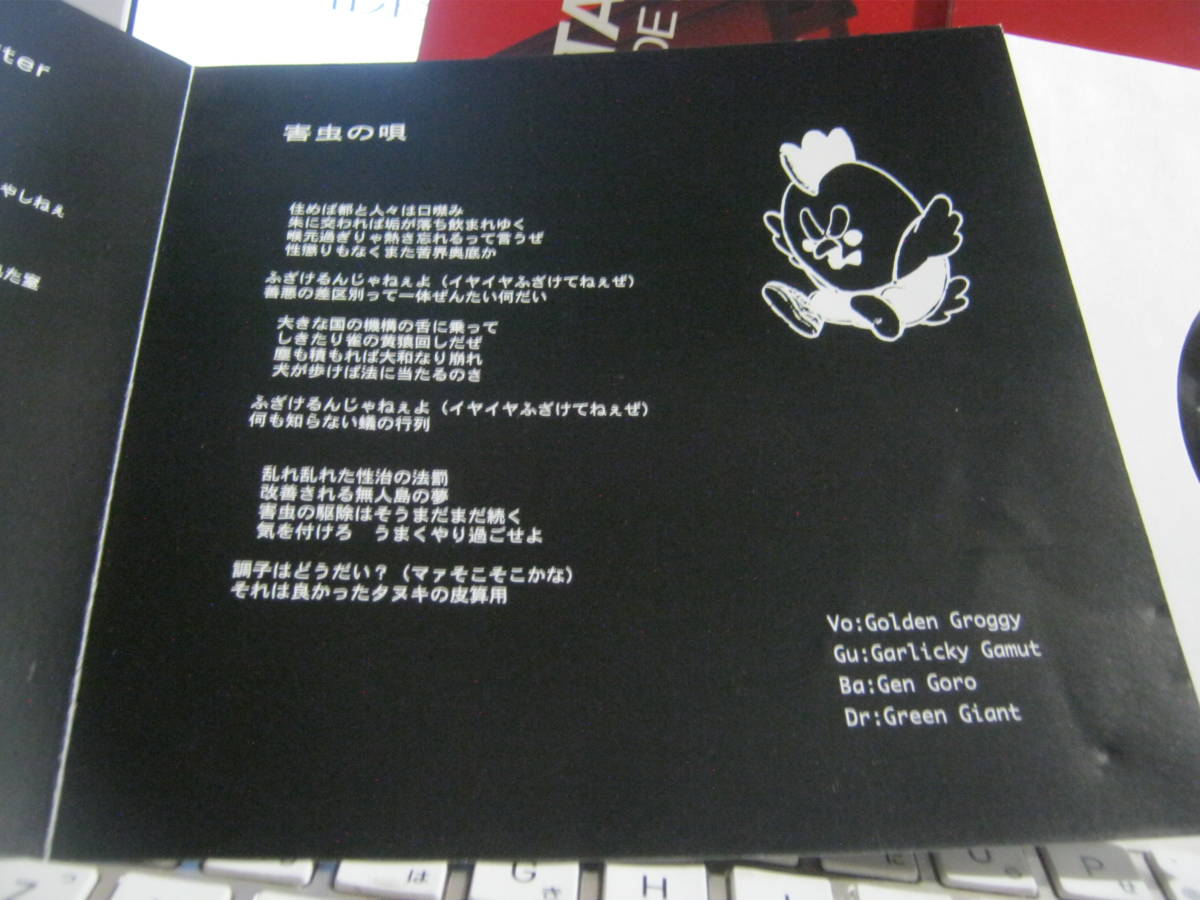 ter
やしねぇ
た室
TA
DE
害虫の唄
住めば都と人々は口噤み
朱に交われば垢が落ち飲まれゆく
喉元過ぎりゃ熱さ忘れるって言うぜ
性懲りもなくまた苦界奥底か
ふざけるんじゃねぇよ（イヤイヤふざけてねぇぜ）
善悪の差区別って一体ぜんたい何だい
大きな国の機構の舌に乗って
しきたり雀の黄猿回しだぜ
塵も積もれば大和なり崩れ
犬が歩けば法に当たるのさ
ふざけるんじゃねぇよ（イヤイヤふざけてねぇぜ）
何も知らない蟻の行列
乱れ乱れた性治の法罰
改善される無人島の夢
害虫の駆除はそうまだまだ続く
気を付けろ　うまくやり過ごせよ
調子はどうだい？（マァそこそこかな）
それは良かったタヌキの皮算用
Vo:Golden Groggy
Gu:Garlicky Gamut
Ba:Gen Goro
Dr:Green Giant
は G き H P